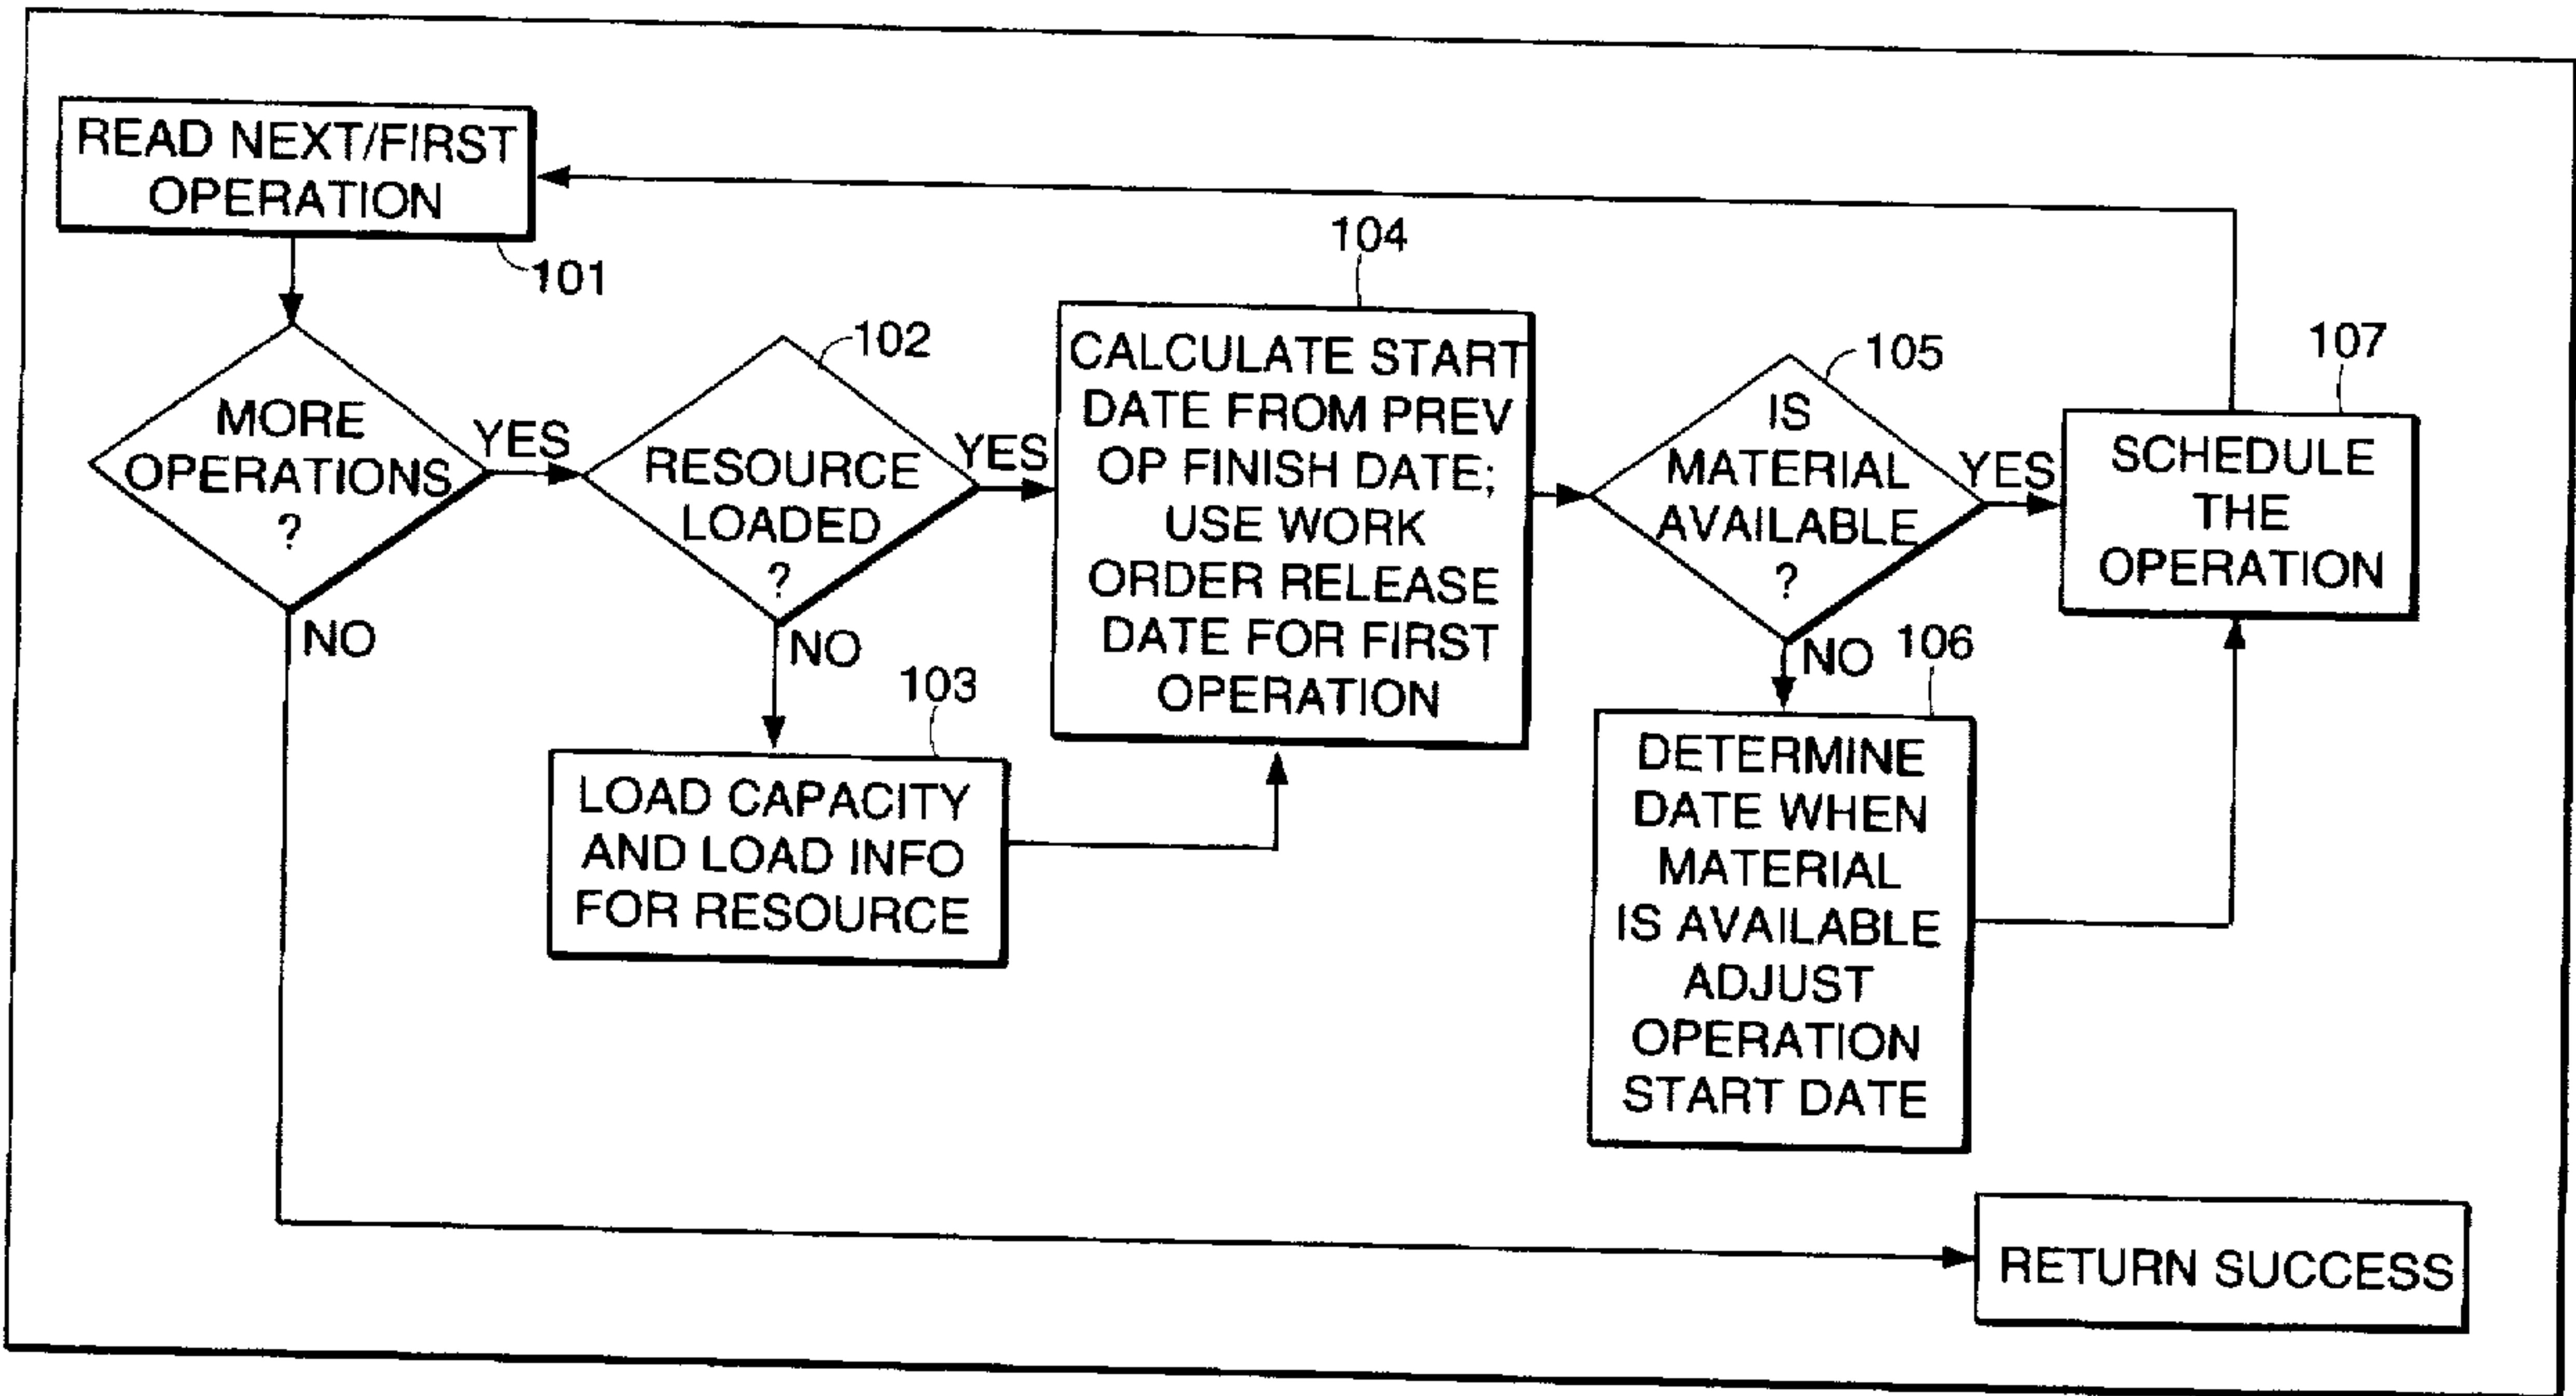 READ NEXT/FIRST
OPERATION
101
MORE
OPERATIONS
?
YES
NO
102
RESOURCE
LOADED
?
YES
NO
103
LOAD CAPACITY
AND LOAD INFO
FOR RESOURCE
104
CALCULATE START
DATE FROM PREV
OP FINISH DATE;
USE WORK
ORDER RELEASE
DATE FOR FIRST
OPERATION
105
IS
MATERIAL
AVAILABLE
?
YES
NO
106
DETERMINE
DATE WHEN
MATERIAL
IS AVAILABLE
ADJUST
OPERATION
START DATE
107
SCHEDULE
THE
OPERATION
RETURN SUCCESS